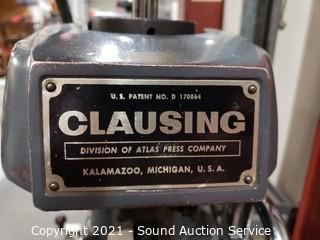 U.S. PATENT NO. D 170864
CLAUSING
DIVISION OF ATLAS PRESS COMPANY
KALAMAZOO, MICHIGAN, U.S.A.
Copyright 2021 - Sound Auction Service